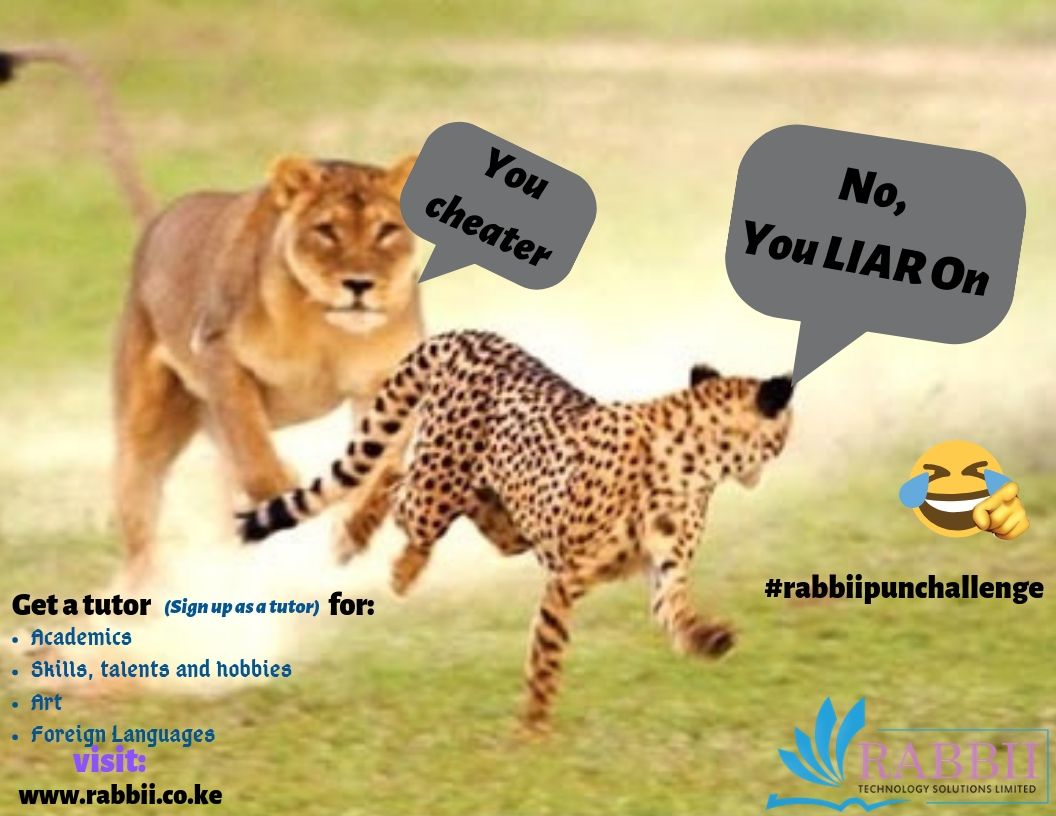 You
cheater
No,
You LIAR On
#rabbiipunchallenge
Get a tutor (Sign up as a tutor) for:
• Academics
• Skills, talents and hobbies
• Art
• Foreign Languages
visit:
www.rabbii.co.ke
RABBII
TECHNOLOGY SOLUTIONS LIMITED